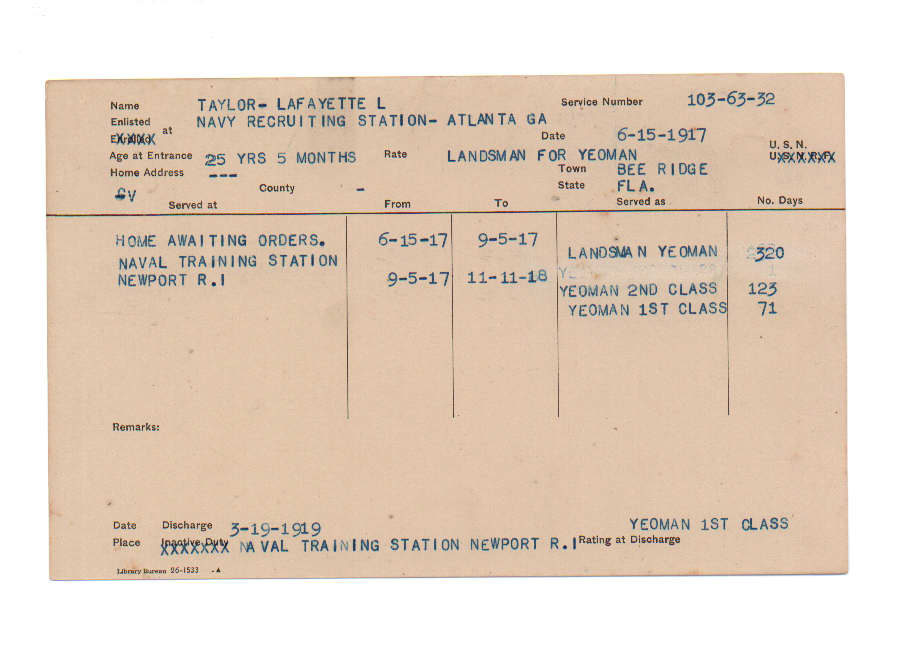 Name TAYLOR- LAFAYETTE L Service Number 103-63-32
Enlisted at NAVY RECRUITING STATION- ATLANTA GA
XXXX Date 6-15-1917
Age at Entrance 25 YRS 5 MONTHS Rate LANDSMAN FOR YEOMAN U. S. N.
Home Address --- Town BEE RIDGE
County - State FLA.
Served at From To Served as No. Days
HOME AWAITING ORDERS. 6-15-17 9-5-17
LANDSMAN YEOMAN 320
NAVAL TRAINING STATION
NEWPORT R.I 9-5-17 11-11-18
YEOMAN 2ND CLASS 123
YEOMAN 1ST CLASS 71
Remarks:
Date Discharge 3-19-1919 YEOMAN 1ST CLASS
Place Inactive Duty XXXXXXX NAVAL TRAINING STATION NEWPORT R.I Rating at Discharge
Library Bureau 26-1533 -A